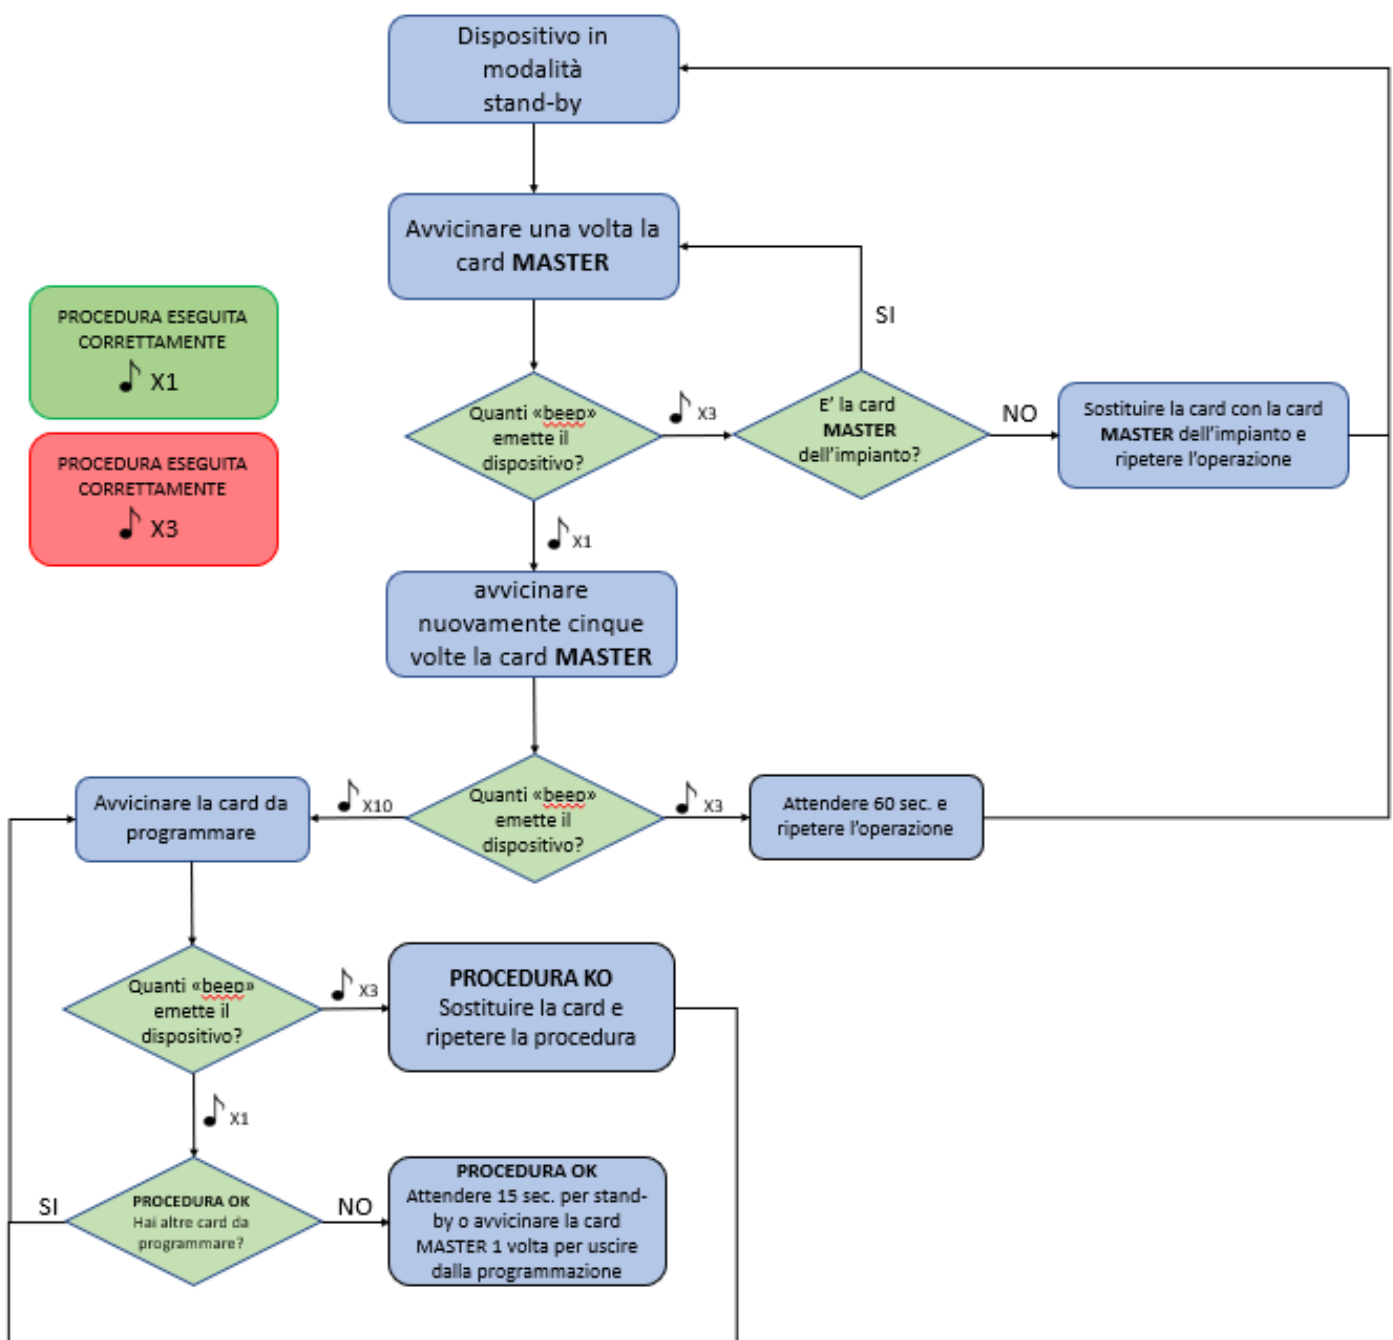 Dispositivo in
modalità
stand-by
Avvicinare una volta la
card MASTER
SI
PROCEDURA ESEGUITA
CORRETTAMENTE
X1
PROCEDURA ESEGUITA
CORRETTAMENTE
X3
Quanti «beep»
emette il
dispositivo?
X3
E' la card
MASTER
dell'impianto?
NO
Sostituire la card con la card
MASTER dell'impianto e
ripetere l'operazione
X1
avvicinare
nuovamente cinque
volte la card MASTER
Avvicinare la card da
programmare
X10
Quanti «beep»
emette il
dispositivo?
X3
Attendere 60 sec. e
ripetere l'operazione
Quanti «beep»
emette il
dispositivo?
X3
PROCEDURA KO
Sostituire la card e
ripetere la procedura
X1
SI
PROCEDURA OK
Hai altre card da
programmare?
NO
PROCEDURA OK
Attendere 15 sec. per stand-
by o avvicinare la card
MASTER 1 volta per uscire
dalla programmazione